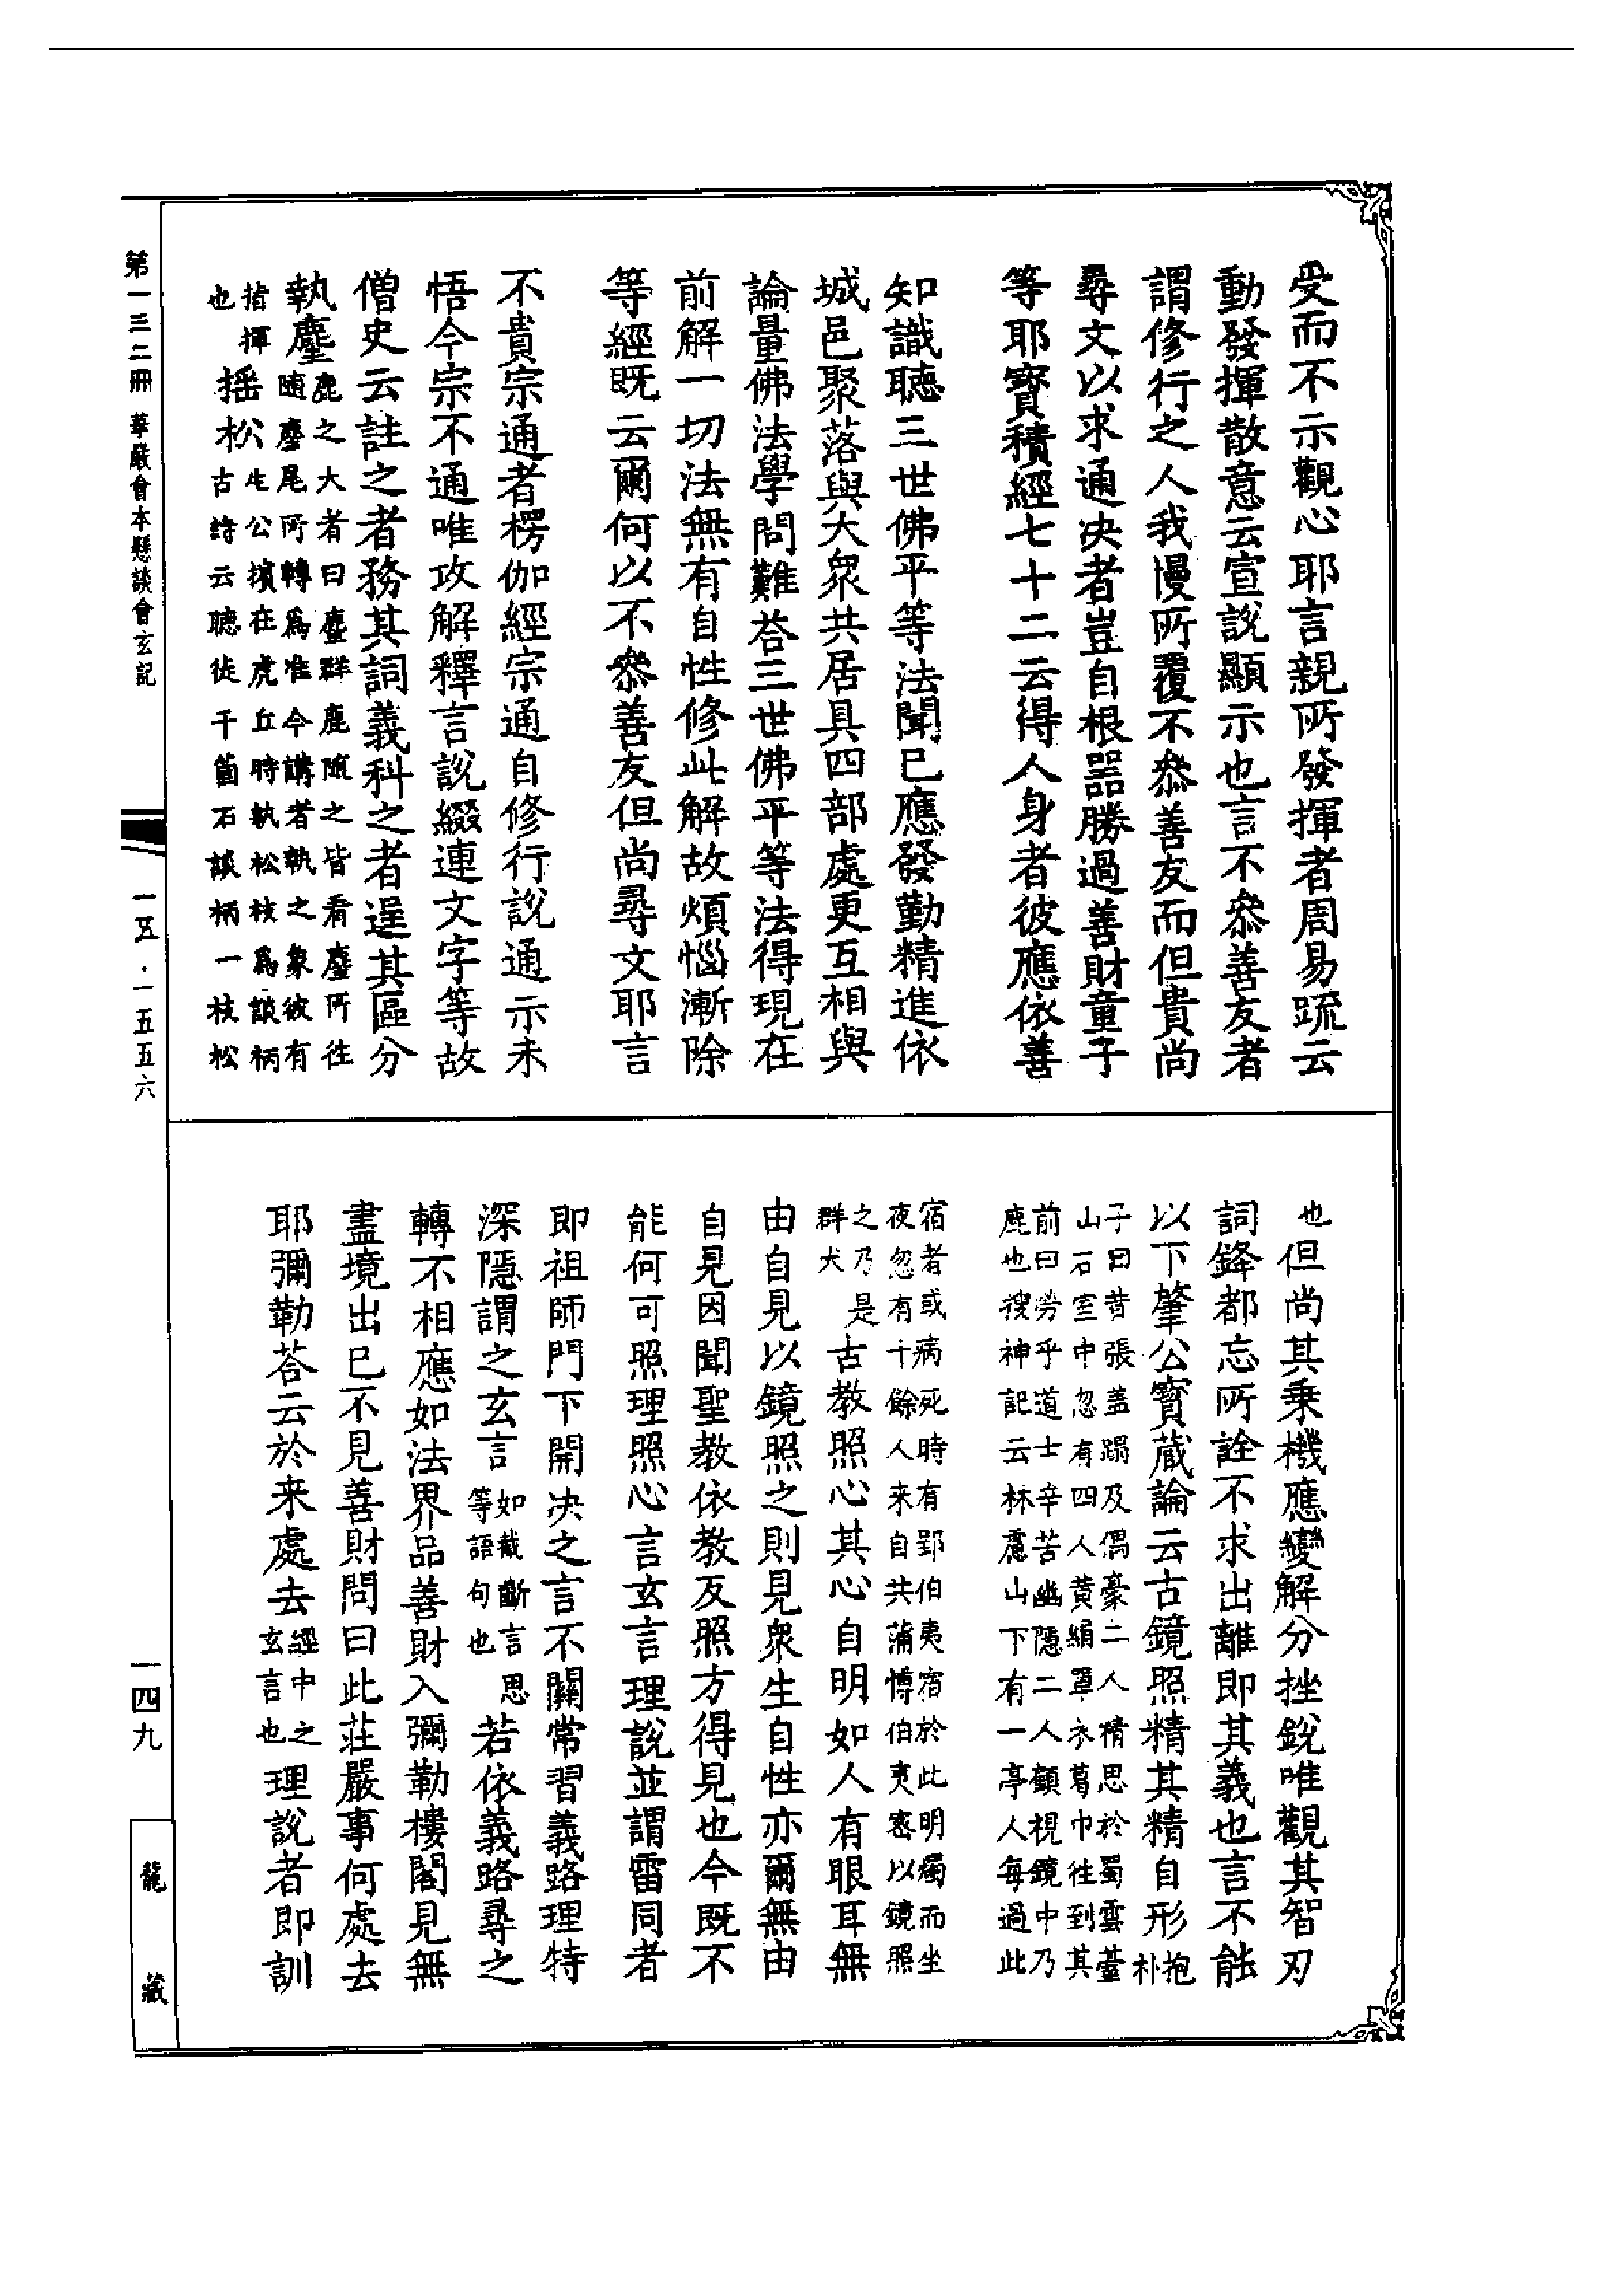 受而不示觀心耶言親所發揮者周易疏云
動發揮散意云宣說顯示也言不叅善友者
謂修行之人我慢所覆不叅善友而但貴尚
尋文以求通决者豈自根噐勝過善財童子
等耶寳積經七十二云得人身者彼應依善
知識聽三世佛平等法聞已應發勤精進依
城邑聚落與大衆共居具四部處更互相與
論量佛法學問難荅三世佛平等法得現在
前解一切法無有自性修此解故煩惱漸除
等經既云爾何以不叅善友但尚尋文耶言
不貴宗通者楞伽經宗通自修行說通示未
悟今宗不通唯攻解釋言說綴連文字等故
僧史云註之者務其詞義科之者逞其區分
執麈鹿之大者曰麈群鹿隨之皆看麈所往
隨麈尾所轉為准今講者執之象彼有
指揮也揺松生公擯在虎丘時執松枝為談柄
古詩云聽徒千箇石談柄一枝松
也但尚其乗機應變解分挫銳唯觀其智刃
詞鋒都忘所詮不求出離即其義也言不能
以下肇公寳蔵論云古鏡照精其精自形抱朴
子曰昔張盖蹋及偶豪二人精思於蜀雲臺
山石室中忽有四人黄絹單衣葛巾徃到其
前曰勞乎道士辛苦幽隱二人顧視鏡中乃
鹿也搜神記云林慮山下有一亭人每過此
宿者或病死時有郅伯夷宿於此明燭而坐
夜忽有十餘人来自共蒲博伯夷宻以鏡照
之乃是群犬古教照心其心自明如人有眼耳無
由自見以鏡照之則見衆生自性亦爾無由
自見因聞聖教依教反照方得見也今既不
能何可照理照心言玄言理說並謂雷同者
即祖師門下開决之言不關常習義路理特
深隱謂之玄言如截斷言思等語句也若依義路尋之
轉不相應如法界品善財入彌勒樓閣見無
盡境出已不見善財問曰此莊嚴事何處去
耶彌勒荅云於来處去經中之玄言也理說者即訓
第一三二冊 華嚴會本懸談會玄記
一五·一五五六
一四九
龍藏